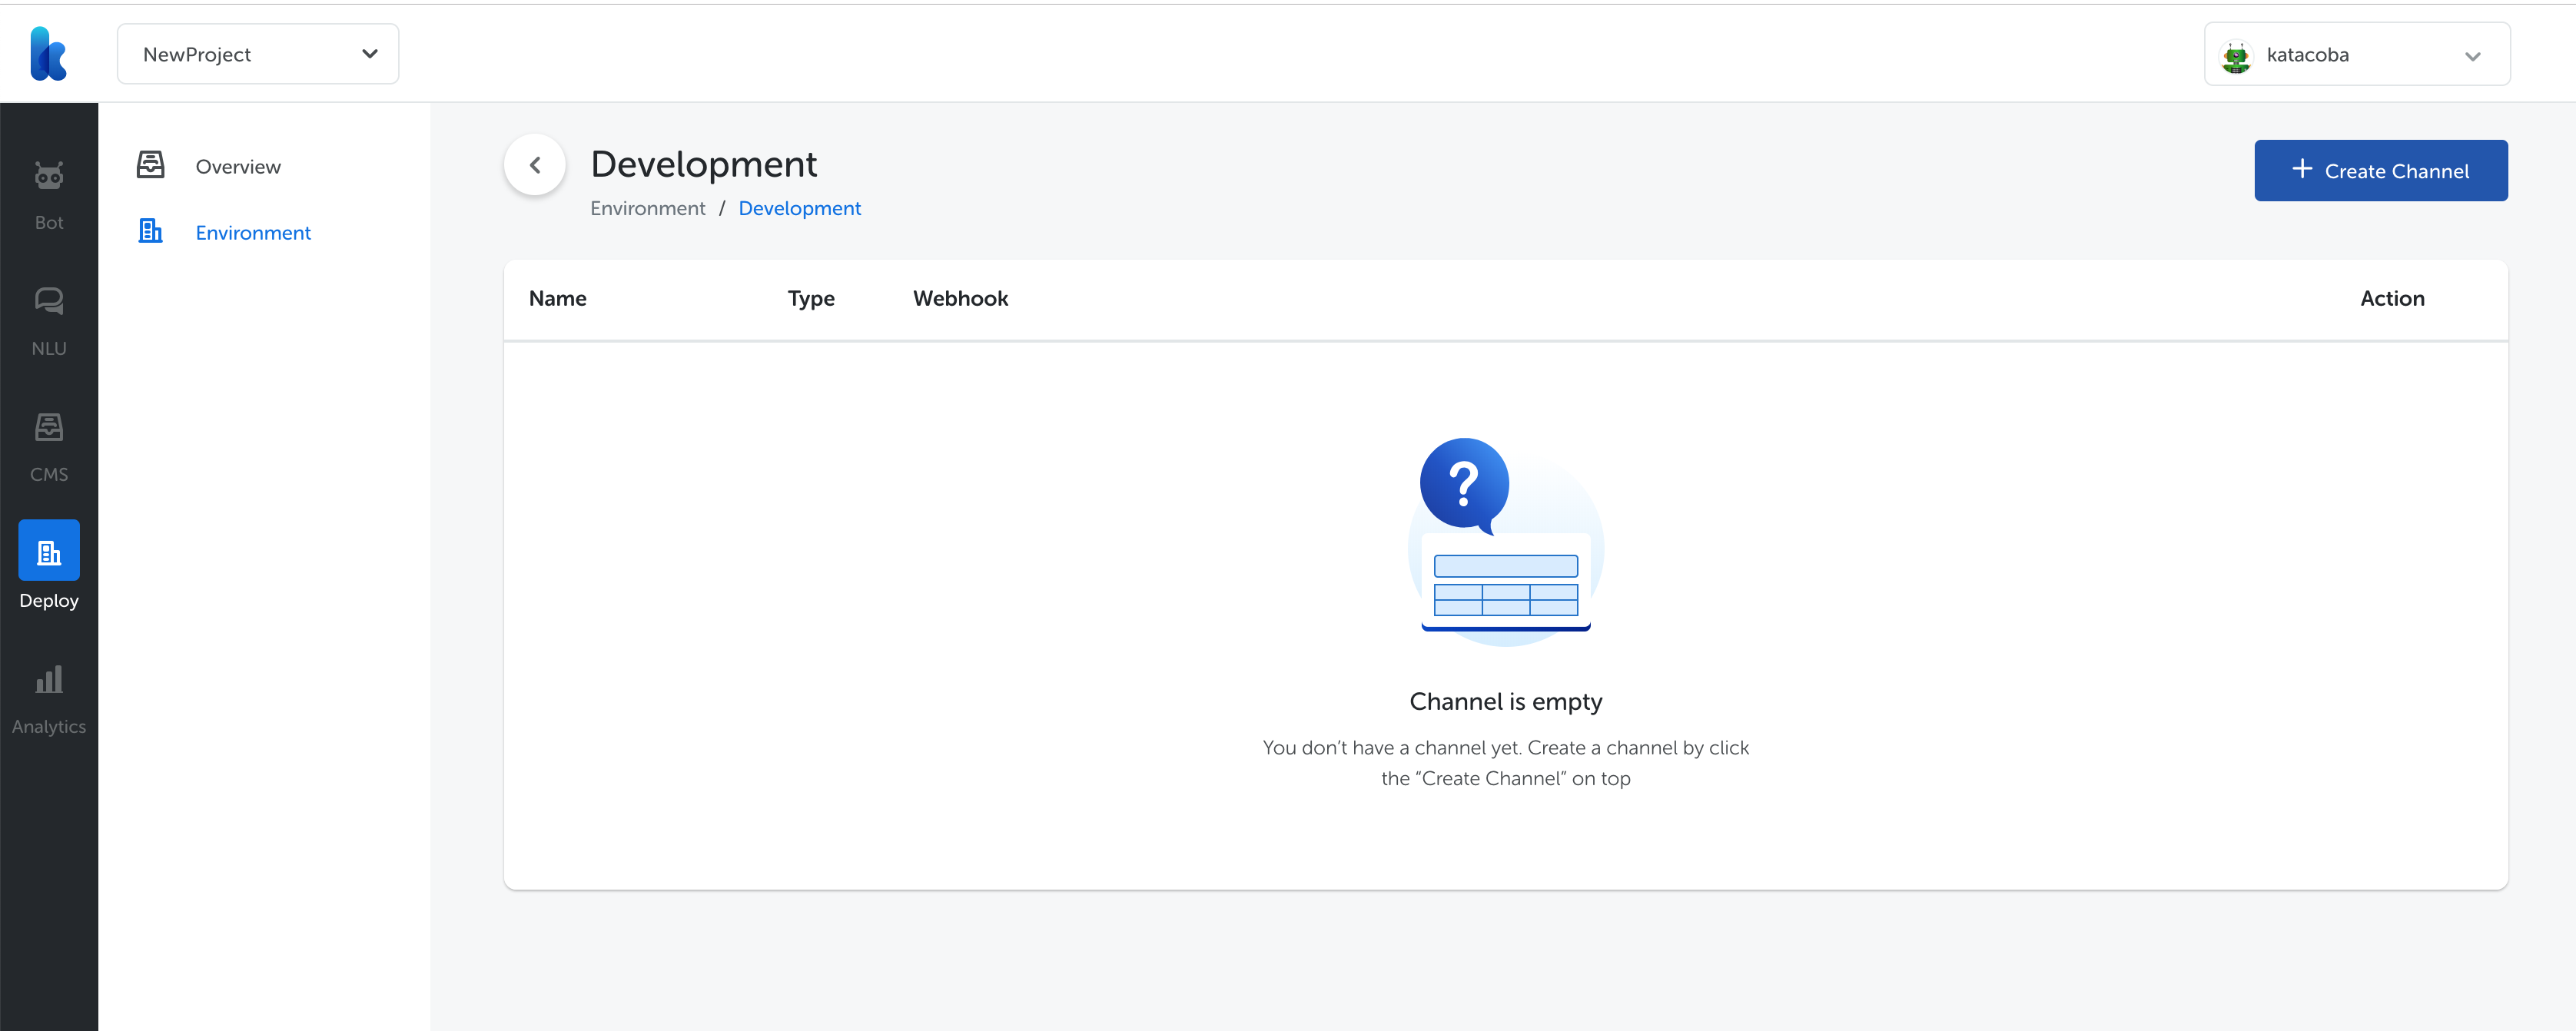 NewProject
katacoba
Bot
NLU
CMS
Deploy
Analytics
Overview
Environment
Development
Environment / Development
+ Create Channel
Name Type Webhook Action
?
Channel is empty
You don’t have a channel yet. Create a channel by click
the “Create Channel” on top